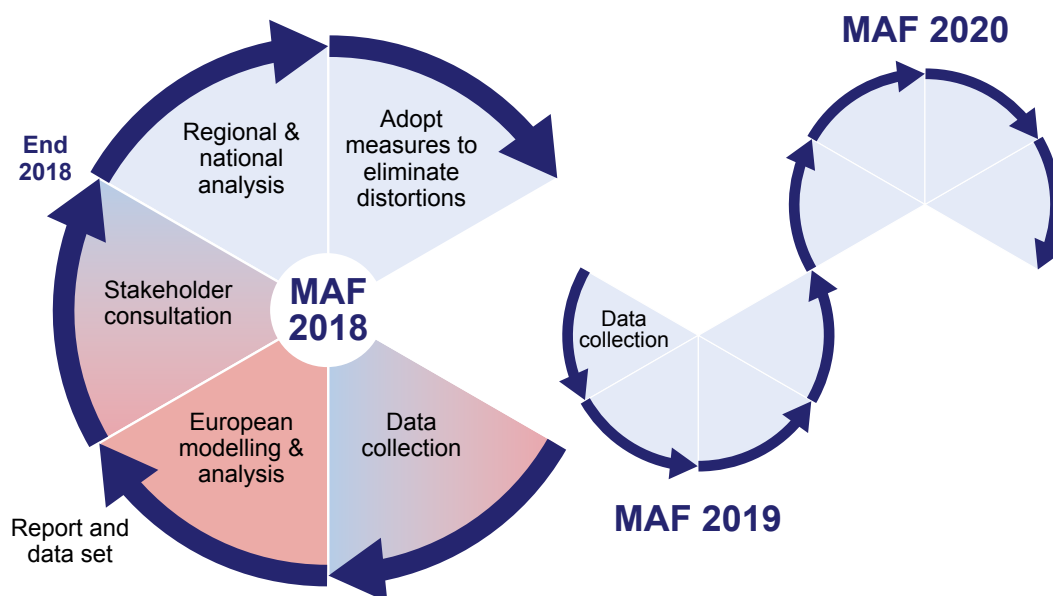 MAF 2020
Regional &
national
analysis
Adopt
measures to
eliminate
distortions
End
2018
Stakeholder
consultation
MAF
2018
Data
collection
European
modelling &
analysis
Data
collection
Report and
data set
MAF 2019